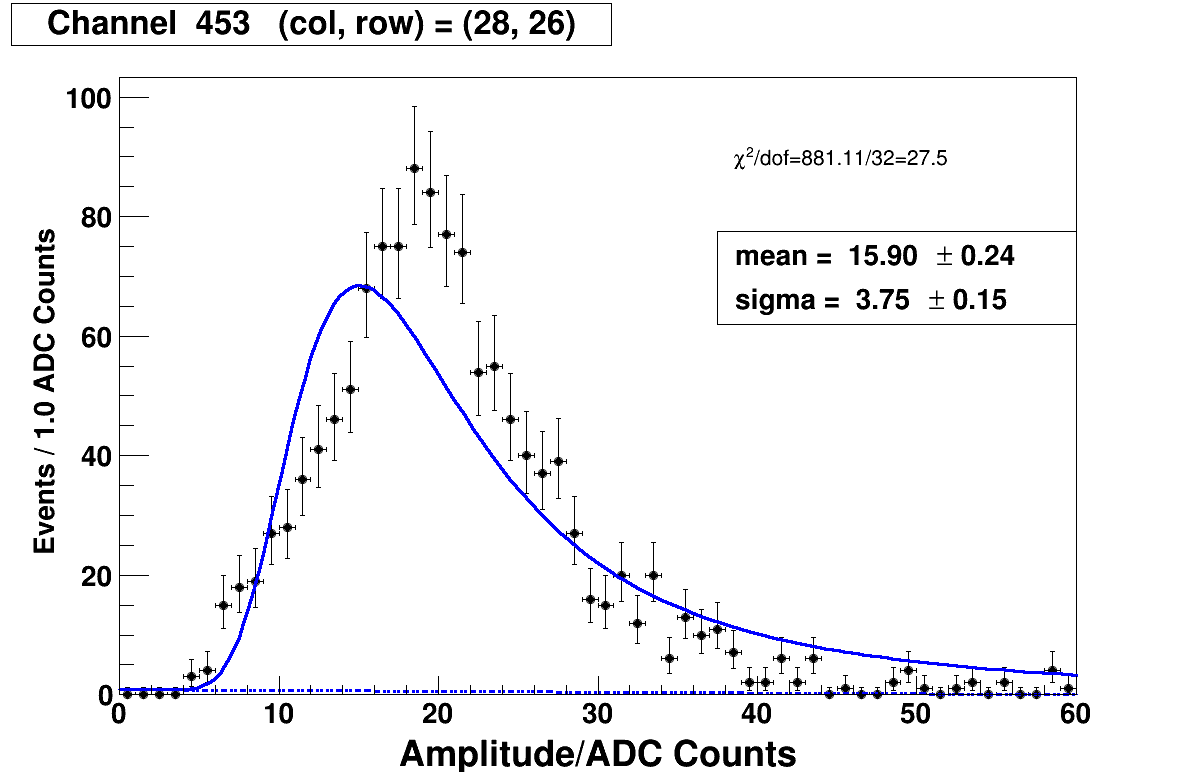 Channel  453   (col, row) = (28, 26)
100
80
60
40
20
0
Events / 1.0 ADC Counts
χ²/dof=881.11/32=27.5
mean =  15.90  ± 0.24
sigma =  3.75  ± 0.15
0 10 20 30 40 50 60
Amplitude/ADC Counts